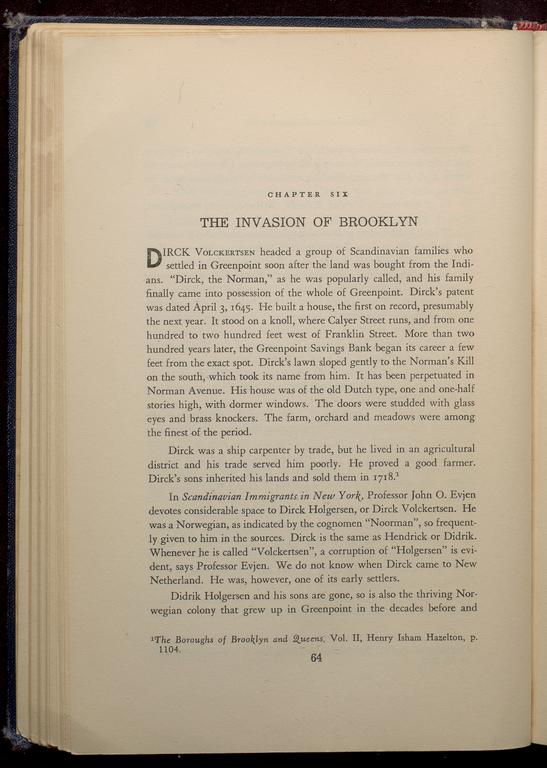 CHAPTER SIX
THE INVASION OF BROOKLYN
DIRCK VOLCKERTSEN headed a group of Scandinavian families who
settled in Greenpoint soon after the land was bought from the Indi-
ans. "Dirck, the Norman," as he was popularly called, and his family
finally came into possession of the whole of Greenpoint. Dirck's patent
was dated April 3, 1645. He built a house, the first on record, presumably
the next year. It stood on a knoll, where Calyer Street runs, and from one
hundred to two hundred feet west of Franklin Street. More than two
hundred years later, the Greenpoint Savings Bank began its career a few
feet from the exact spot. Dirck's lawn sloped gently to the Norman's Kill
on the south, which took its name from him. It has been perpetuated in
Norman Avenue. His house was of the old Dutch type, one and one-half
stories high, with dormer windows. The doors were studded with glass
eyes and brass knockers. The farm, orchard and meadows were among
the finest of the period.
Dirck was a ship carpenter by trade, but he lived in an agricultural
district and his trade served him poorly. He proved a good farmer.
Dirck's sons inherited his lands and sold them in 1718.¹
In Scandinavian Immigrants in New York, Professor John O. Evjen
devotes considerable space to Dirck Holgersen, or Dirck Volckertsen. He
was a Norwegian, as indicated by the cognomen "Noorman", so frequent-
ly given to him in the sources. Dirck is the same as Hendrick or Didrik.
Whenever he is called "Volckertsen", a corruption of "Holgersen" is evi-
dent, says Professor Evjen. We do not know when Dirck came to New
Netherland. He was, however, one of its early settlers.
Didrik Holgersen and his sons are gone, so is also the thriving Nor-
wegian colony that grew up in Greenpoint in the decades before and
¹The Boroughs of Brooklyn and Queens, Vol. II, Henry Isham Hazelton, p.
1104.
64